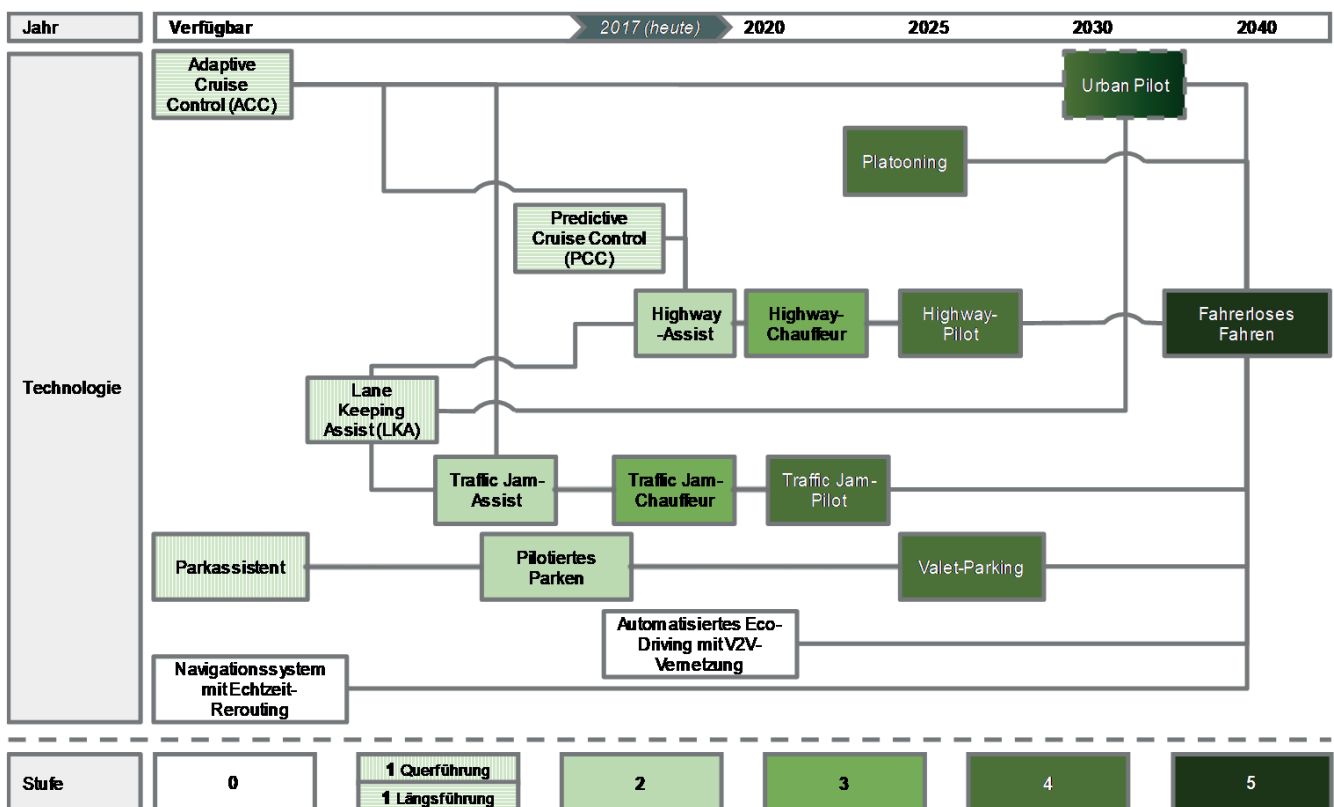 Jahr
Verfügbar
2017 (heute)
2020
2025
2030
2040
Technologie
Adaptive
Cruise
Control (ACC)
Urban Pilot
Platooning
Predictive
Cruise Control
(PCC)
Highway
-Assist
Highway-
Chauffeur
Highway-
Pilot
Fahrerloses
Fahren
Lane
Keeping
Assist (LKA)
Traffic Jam-
Assist
Traffic Jam-
Chauffeur
Traffic Jam-
Pilot
Parkassistent
Pilotiertes
Parken
Valet-Parking
Automatisiertes Eco-
Driving mit V2V-
Vernetzung
Navigationssystem
mit Echtzeit-
Rerouting
Stufe
0
1 Querführung
1 Längsführung
2
3
4
5